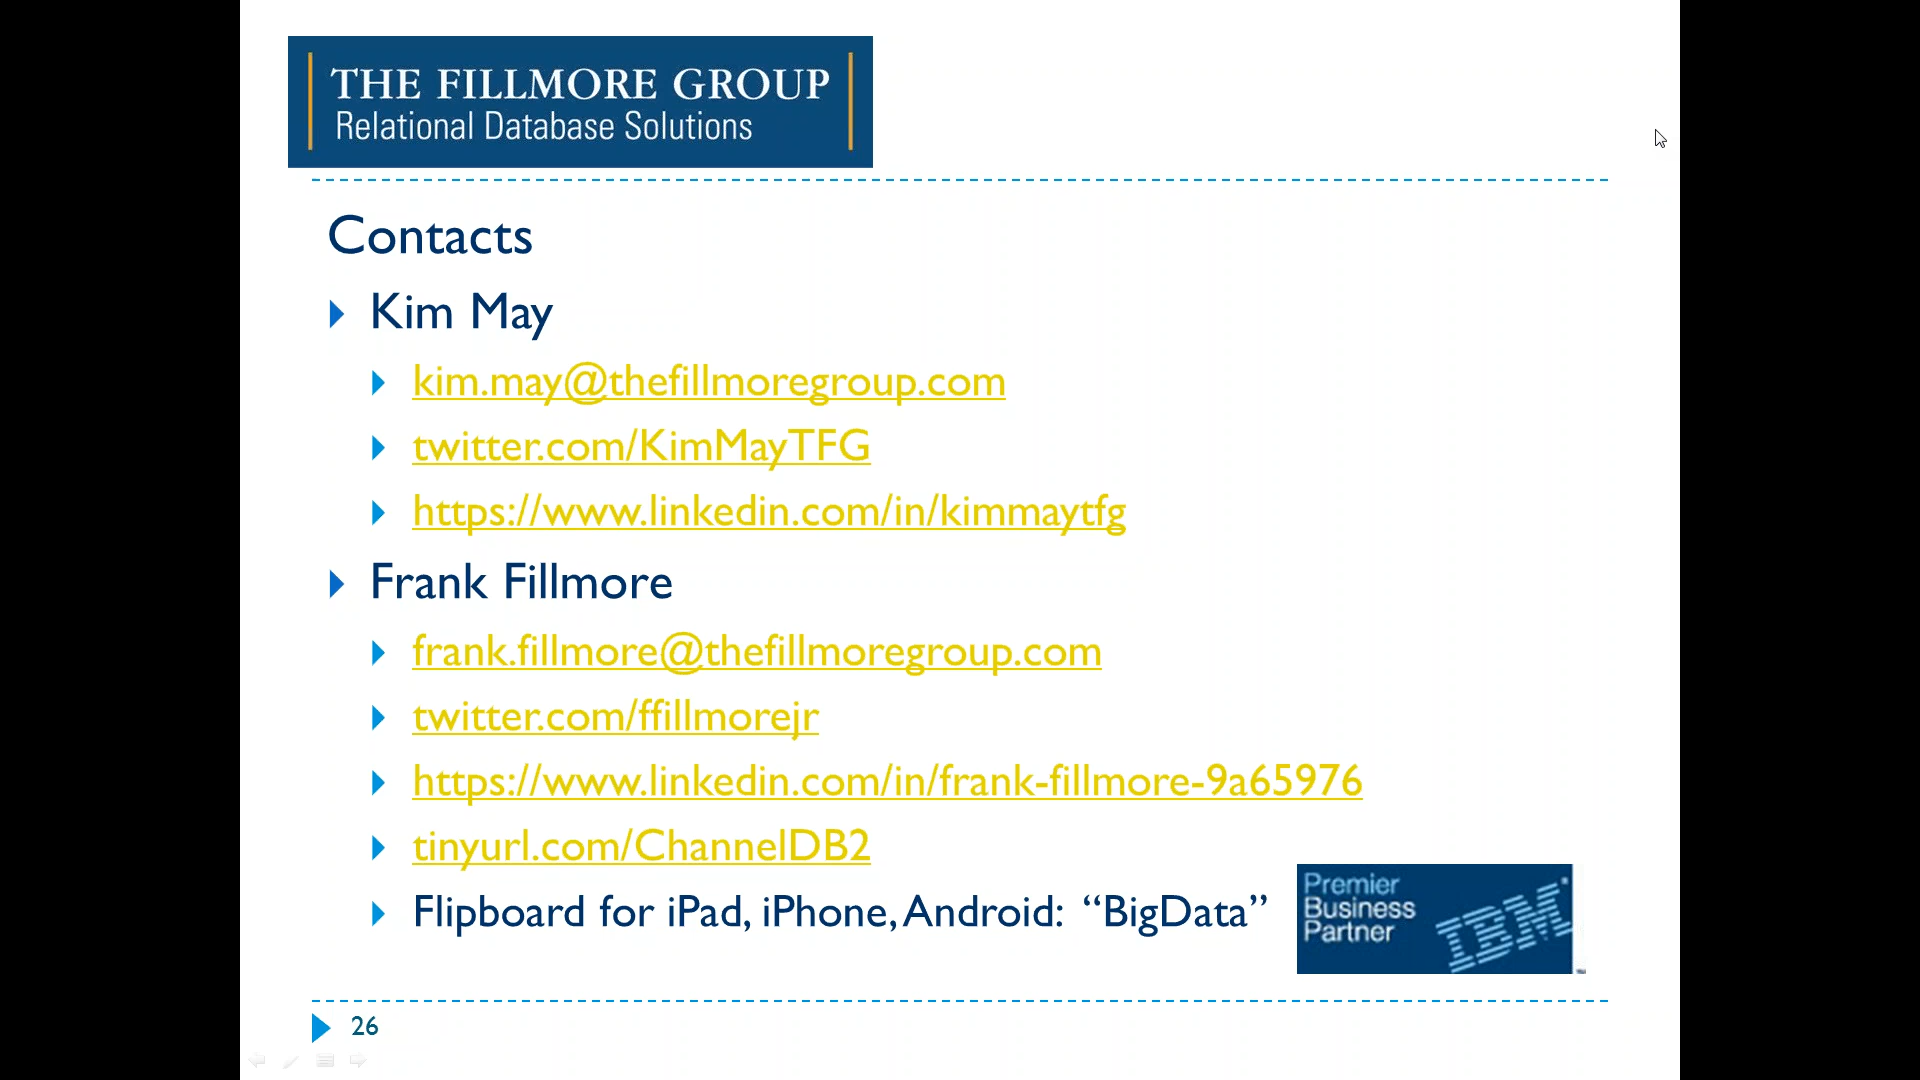 THE FILLMORE GROUP
Relational Database Solutions
Contacts
Kim May
kim.may@thefillmoregroup.com
twitter.com/KimMayTFG
https://www.linkedin.com/in/kimmaytfg
Frank Fillmore
frank.fillmore@thefillmoregroup.com
twitter.com/ffillmorejr
https://www.linkedin.com/in/frank-fillmore-9a65976
tinyurl.com/ChannelDB2
Flipboard for iPad, iPhone, Android: “BigData”
Premier
Business
Partner
IBM
26